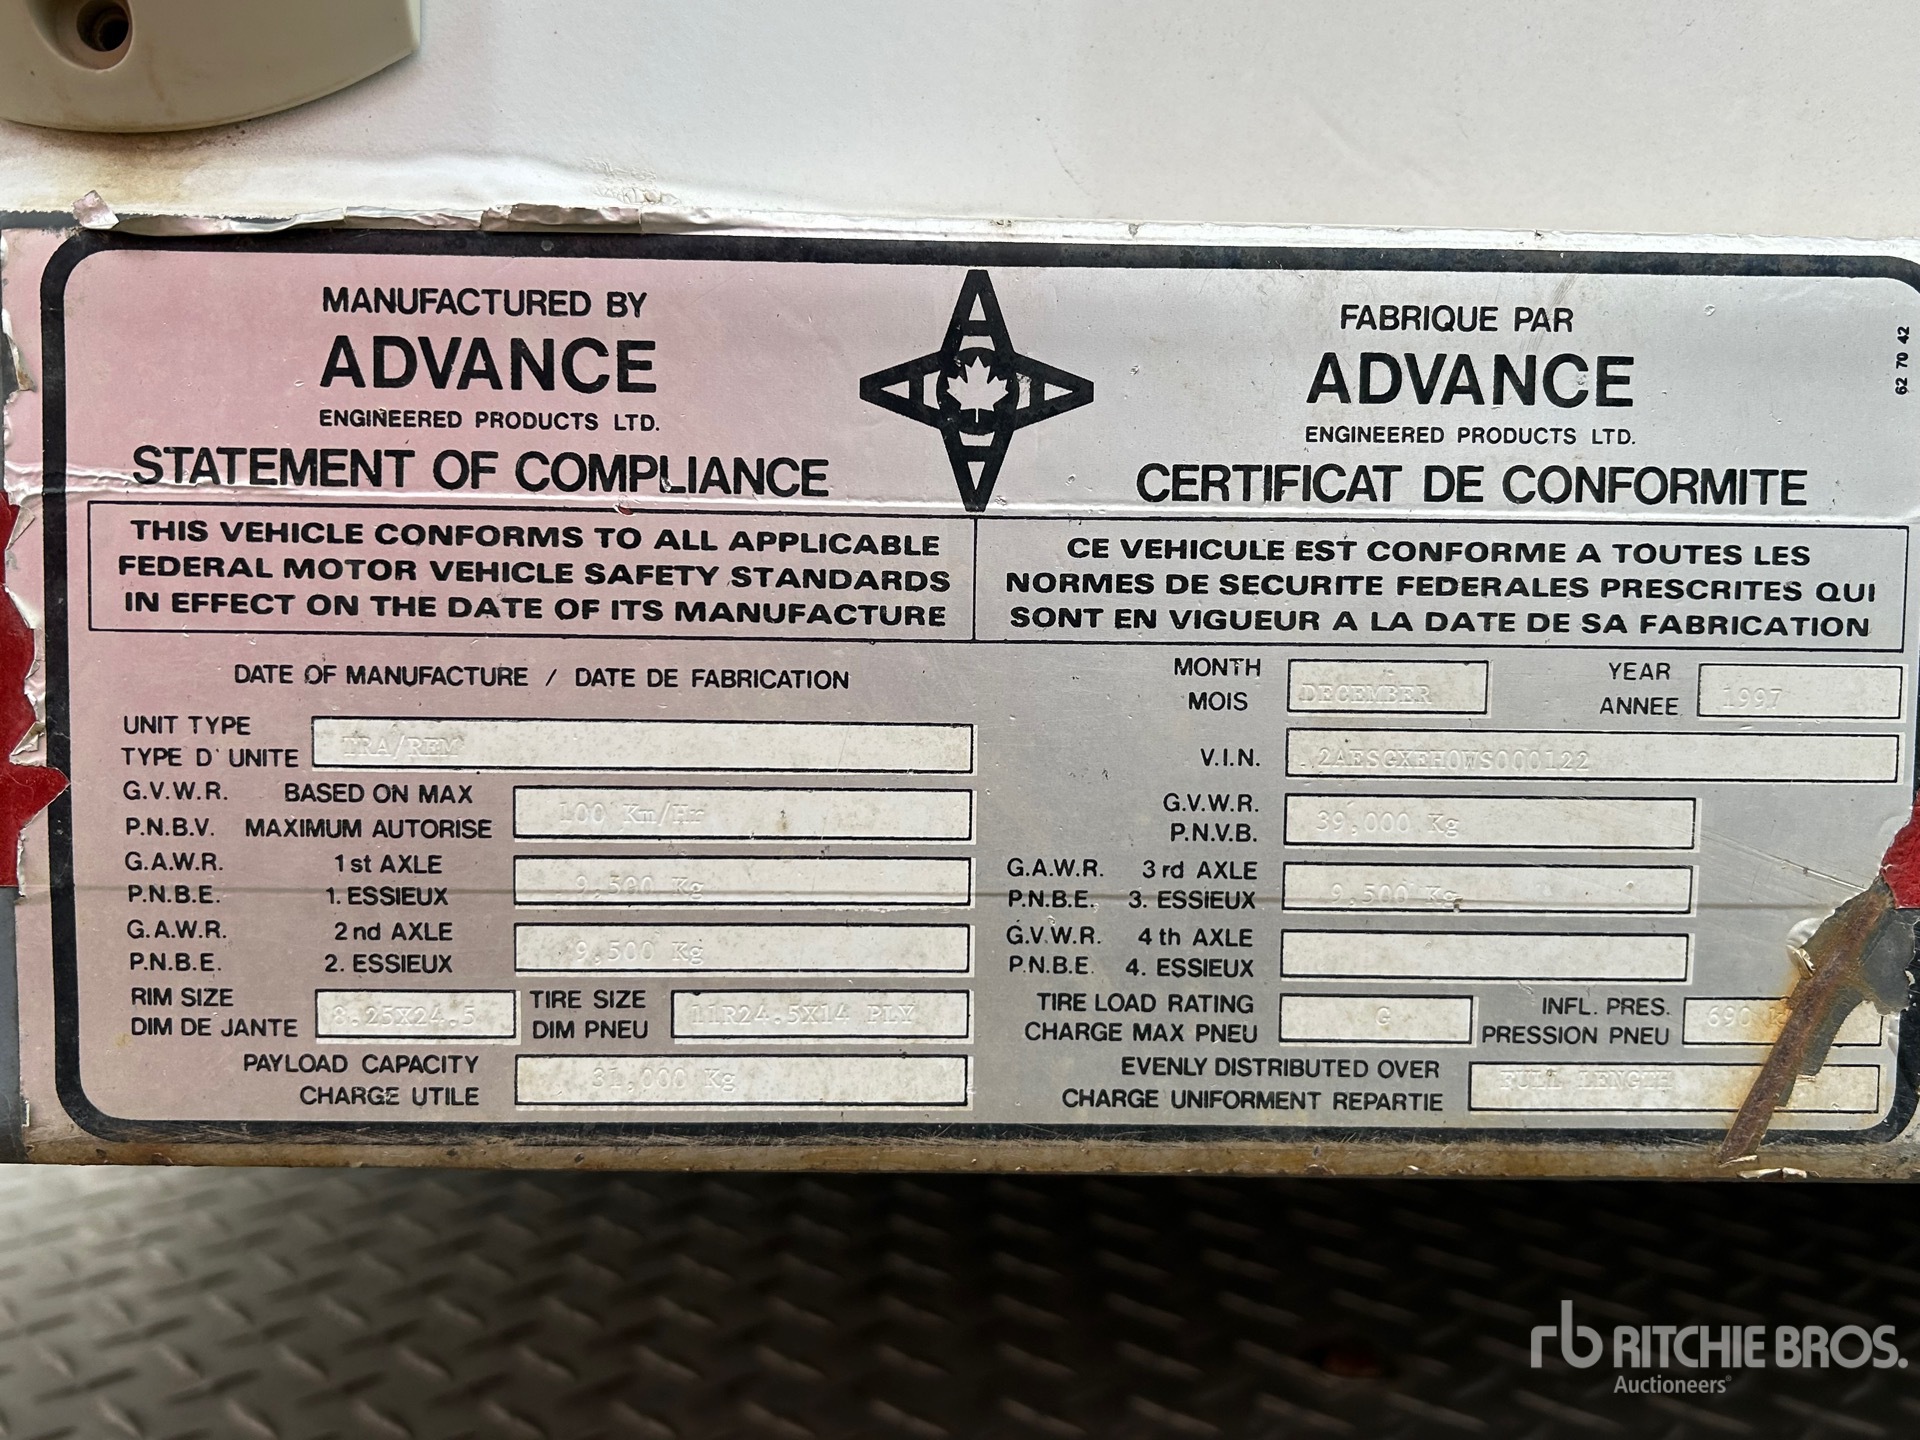 MANUFACTURED BY
ADVANCE
ENGINEERED PRODUCTS LTD.
STATEMENT OF COMPLIANCE
THIS VEHICLE CONFORMS TO ALL APPLICABLE
FEDERAL MOTOR VEHICLE SAFETY STANDARDS
IN EFFECT ON THE DATE OF ITS MANUFACTURE
FABRIQUE PAR
ADVANCE
ENGINEERED PRODUCTS LTD.
CERTIFICAT DE CONFORMITE
CE VEHICULE EST CONFORME A TOUTES LES
NORMES DE SECURITE FEDERALES PRESCRITES QUI
SONT EN VIGUEUR A LA DATE DE SA FABRICATION
62 70 42
DATE OF MANUFACTURE / DATE DE FABRICATION
MONTH
MOIS
DECEMBER
YEAR
ANNEE
1997
UNIT TYPE
TYPE D' UNITE
TRA/REM
V.I.N.
2AESGXEH0WS000122
G.V.W.R. BASED ON MAX
P.N.B.V. MAXIMUM AUTORISE
100 Km/Hr
G.V.W.R.
P.N.V.B.
39,000 Kg
G.A.W.R. 1st AXLE
P.N.B.E. 1. ESSIEUX
9,500 Kg
G.A.W.R. 3rd AXLE
P.N.B.E. 3. ESSIEUX
9,500 Kg
G.A.W.R. 2nd AXLE
P.N.B.E. 2. ESSIEUX
9,500 Kg
G.V.W.R. 4th AXLE
P.N.B.E. 4. ESSIEUX
RIM SIZE
DIM DE JANTE
8.25X24.5
TIRE SIZE
DIM PNEU
11R24.5X14 PLY
TIRE LOAD RATING
CHARGE MAX PNEU
G
INFL. PRES.
PRESSION PNEU
690
PAYLOAD CAPACITY
CHARGE UTILE
31,000 Kg
EVENLY DISTRIBUTED OVER
CHARGE UNIFORMENT REPARTIE
FULL LENGTH
rb RITCHIE BROS.
Auctioneers